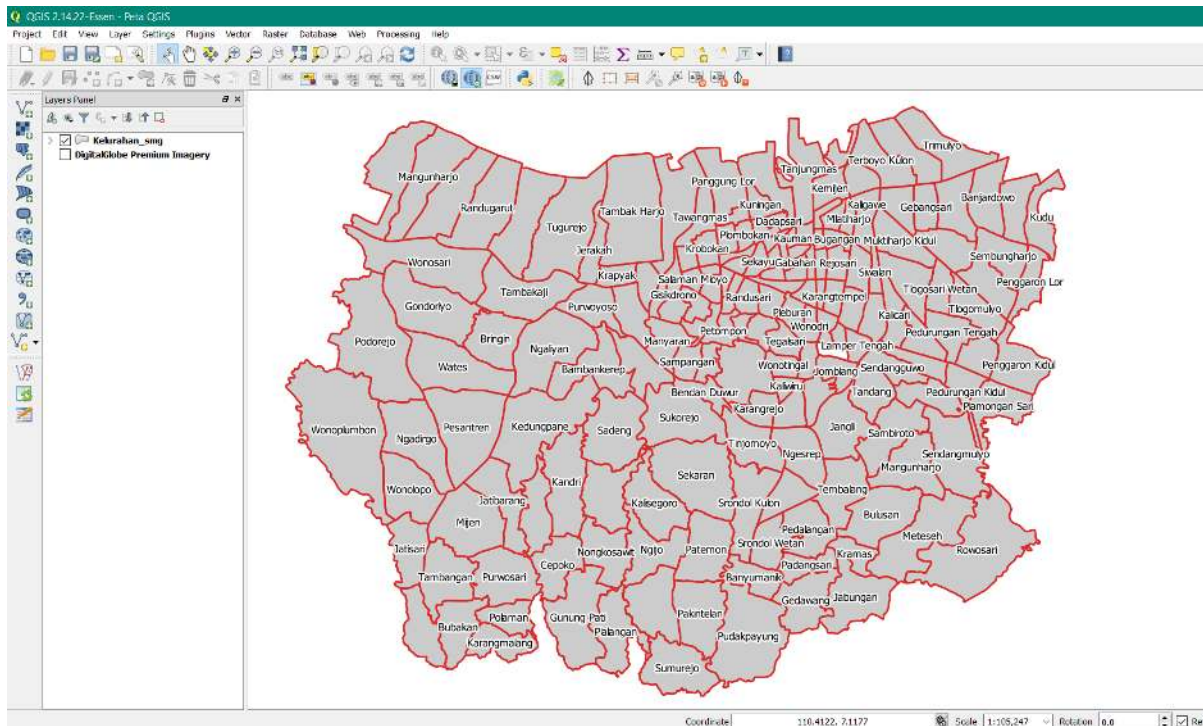 QGIS 2.14.22-Essen - Peta QGIS
Project Edit View Layer Settings Plugins Vector Raster Database Web Processing Help
Layers Panel
Kelurahan_smg
DigitalGlobe Premium Imagery
Trimulyo
Terboyo Kulon
Tanjungmas
Mangunharjo
Panggung Lor
Kemijen
Banjardowo
Randugarut
Kuningan
Kaligawe
Gebangsari
Tambak Harjo
Tawangmas
Dadapsari
Mlatiharjo
Kudu
Tugurejo
Plombokan
Kauman
Bugangan
Muktiharjo Kidul
Jerakah
Krobokan
Sembungharjo
Wonosari
Sekayu
Gabahan
Rejosari
Siwalan
Krapyak
Salaman Mloyo
Penggaron Lor
Tambakaji
Gisikdrono
Randusari
Karangtempel
Tlogosari Wetan
Gondoriyo
Purwoyoso
Pleburan
Kalicari
Tlogomulyo
Petompon
Wonodri
Pedurungan Tengah
Podorejo
Bringin
Ngaliyan
Manyaran
Tegalsari
Lamper Tengah
Wates
Bambankerep
Sampangan
Wonotingal
Jomblang
Sendangguwo
Penggaron Kidul
Bendan Duwur
Kaliwiru
Tandang
Pedurungan Kidul
Karangrejo
Plamongan Sari
Wonoplumbon
Ngadirgo
Pesantren
Kedungpane
Sadeng
Sukorejo
Jangli
Sambiroto
Tinjomoyo
Ngesrep
Sendangmulyo
Sekaran
Mangunharjo
Wonolopo
Kandri
Tembalang
Jatibarang
Kalisegoro
Srondol Kulon
Mijen
Bulusan
Pedalangan
Meteseh
Jatisari
Nongkosawit
Ngijo
Patemon
Srondol Wetan
Kramas
Rowosari
Cepoko
Padangsari
Tambangan
Purwosari
Banyumanik
Gedawang
Jabungan
Polaman
Gunung Pati
Pakintelan
Bubakan
Palangan
Pudakpayung
Karangmalang
Sumurejo
Coordinate 110.4122, 7.1177 Scale 1:105,247 Rotation 0.0